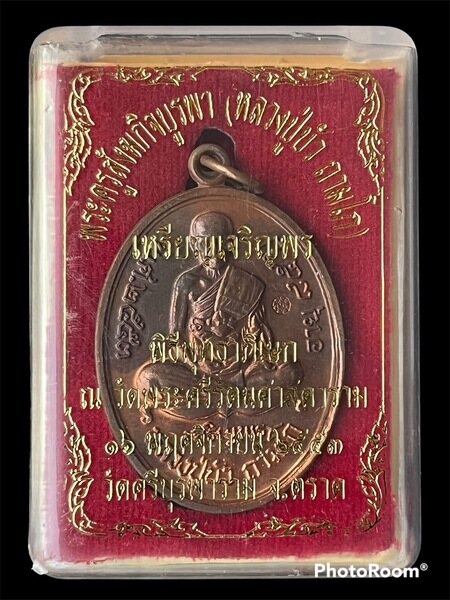 พระครูสังฆกิจบูรพา (หลวงปู่บัว ถามโก)
เหรียญเจริญพร
พิธีพุทธาภิเษก
ณ วัดพระศรีรัตนศาสดาราม
๑๖ พฤศจิกายน ๒๕๕๓
วัดศรีบุรพาราม จ.ตราด
PhotoRoom®